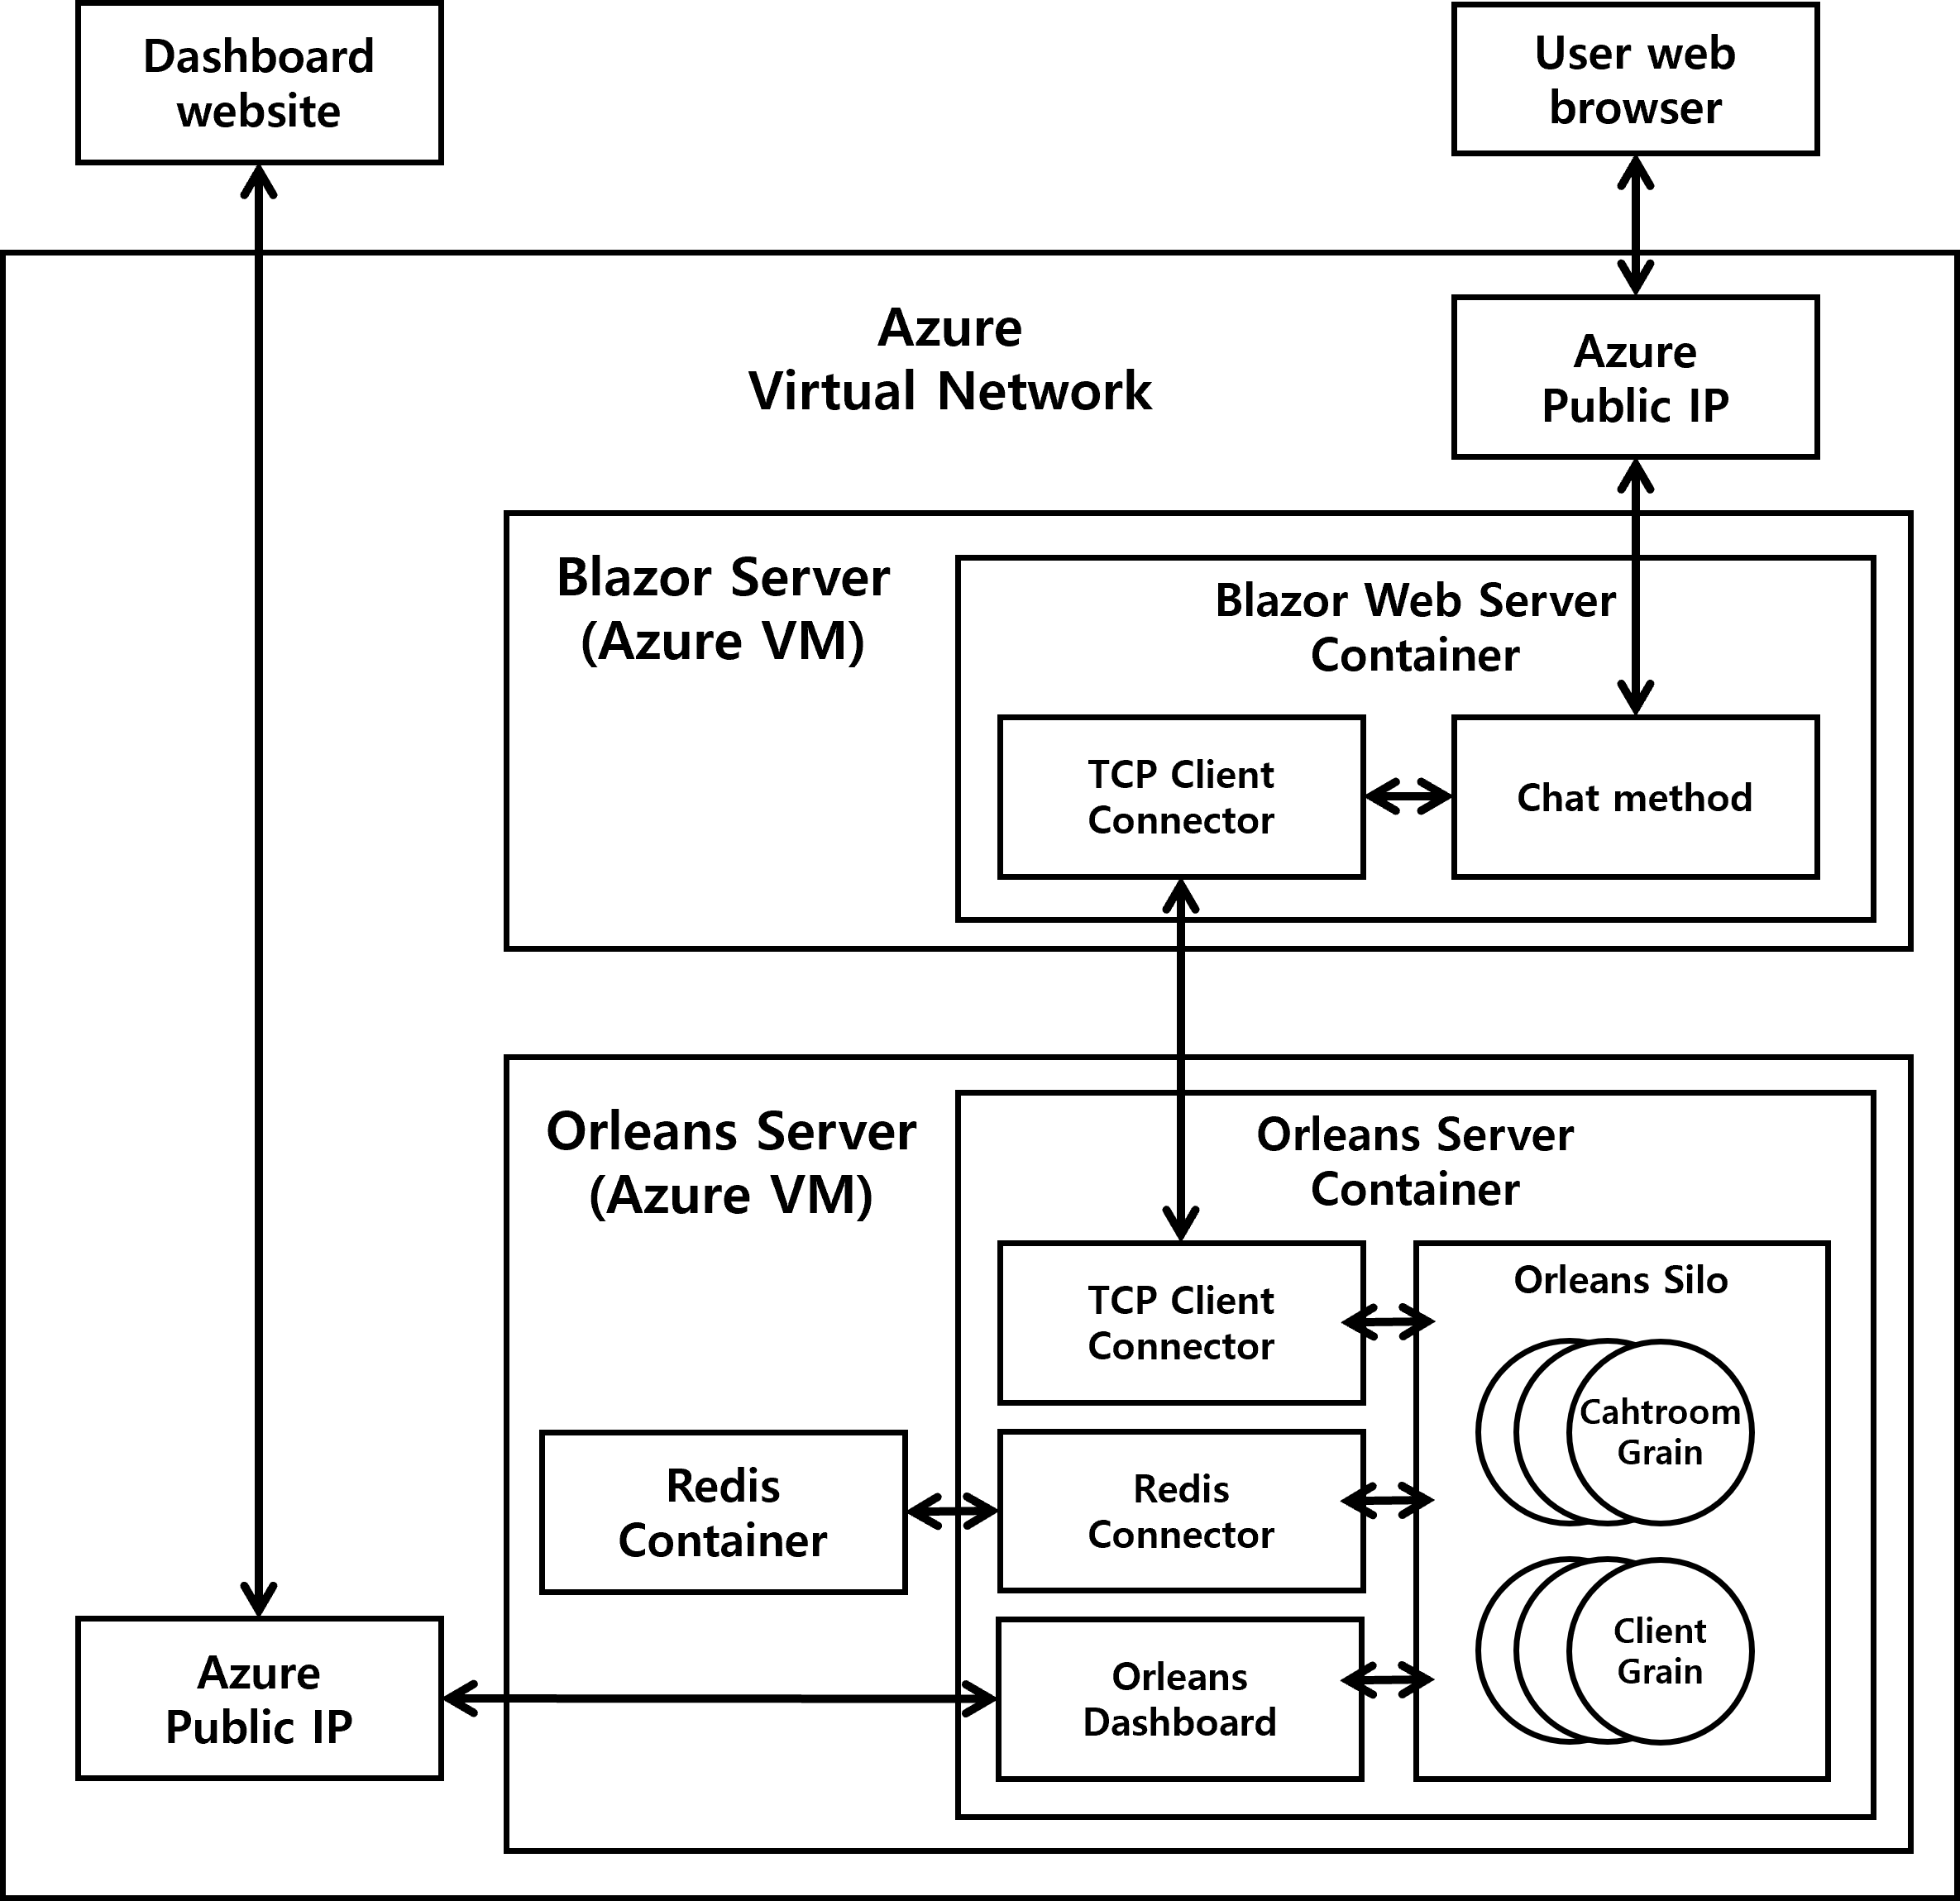 Dashboard
website
User web
browser
Azure
Virtual Network
Azure
Public IP
Blazor Server
(Azure VM)
Blazor Web Server
Container
TCP Client
Connector
Chat method
Orleans Server
(Azure VM)
Orleans Server
Container
TCP Client
Connector
Orleans Silo
Cahtroom
Grain
Redis
Container
Redis
Connector
Client
Grain
Azure
Public IP
Orleans
Dashboard